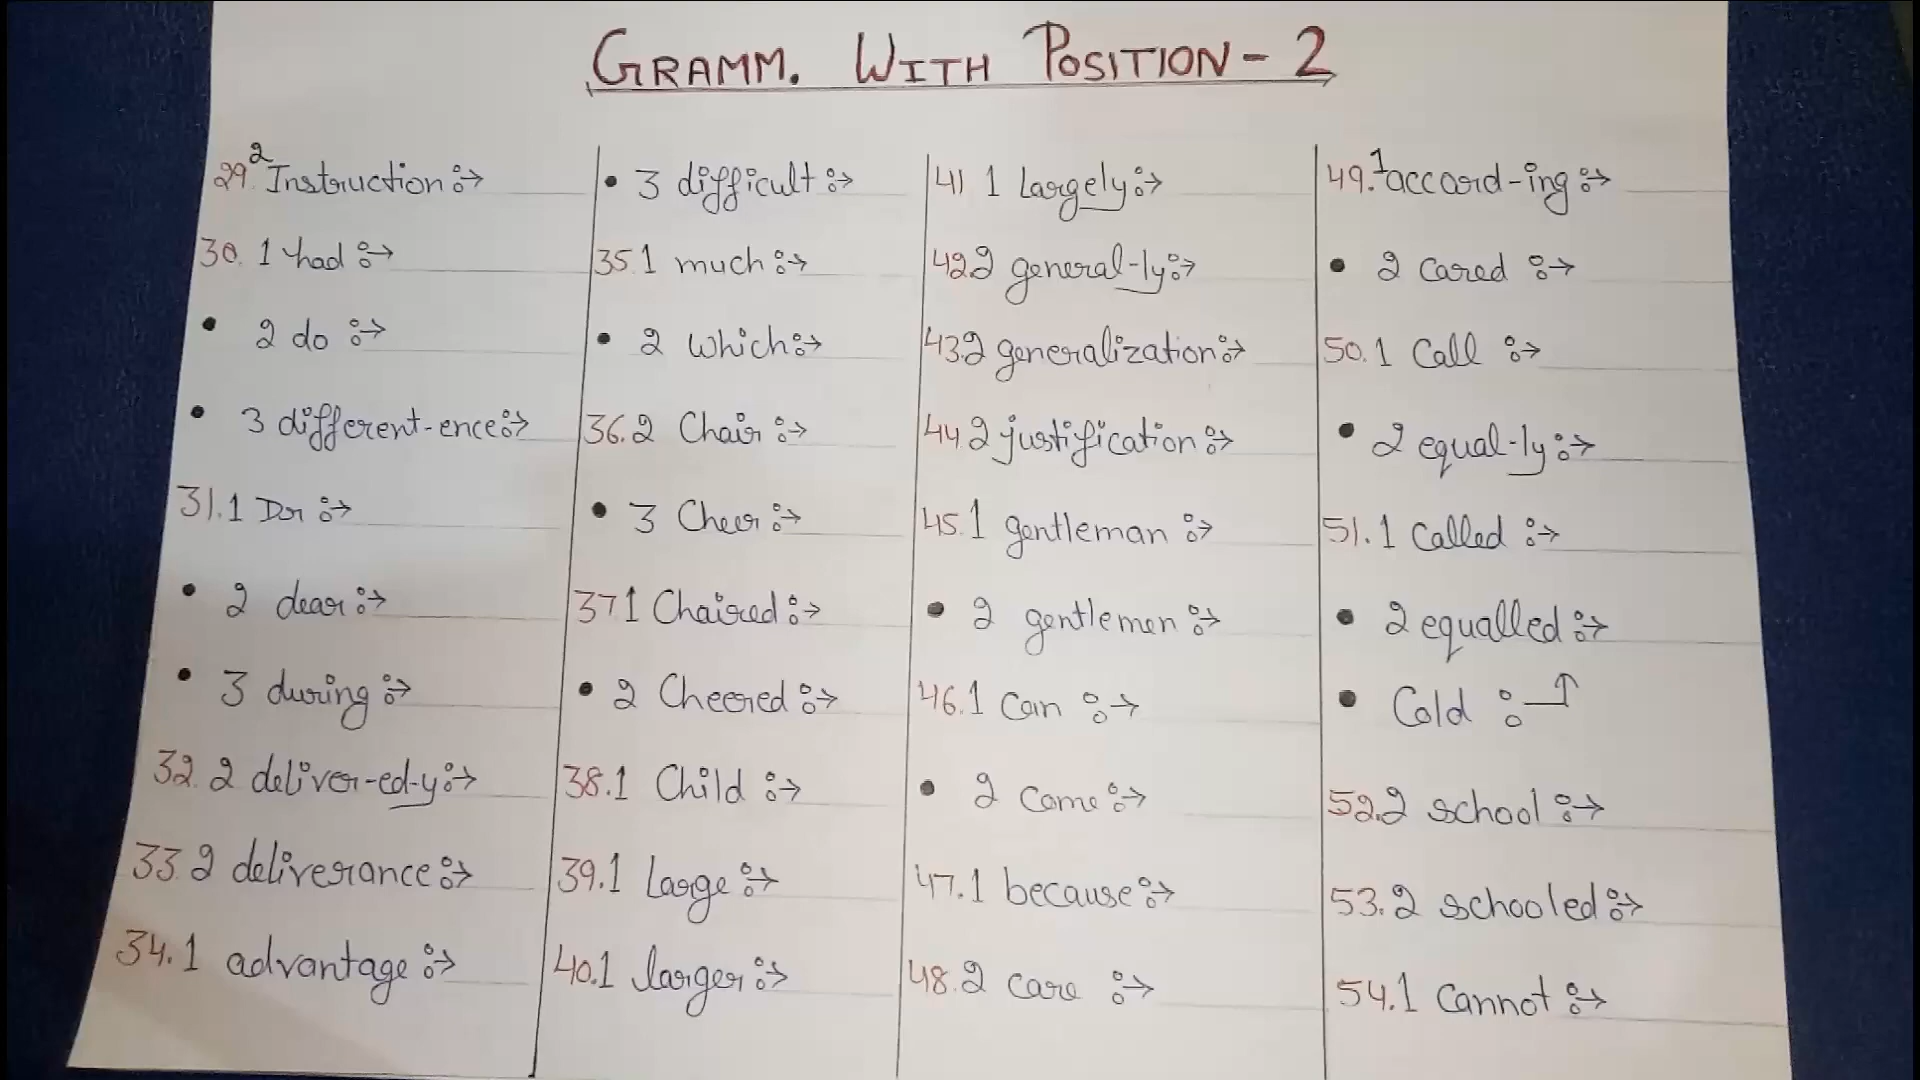 GRAMM. WITH POSITION - 2
29. 2 Instruction :→
30. 1 had :→
• 2 do :→
• 3 different-ence :→
31. 1 Dr :→
• 2 dear :→
• 3 during :→
32. 2 deliver-ed-y :→
33. 2 deliverance :→
34. 1 advantage :→
• 3 difficult :→
35. 1 much :→
• 2 which :→
36. 2 Chair :→
• 3 Cheer :→
37. 1 Chaired :→
• 2 Cheered :→
38. 1 Child :→
39. 1 Large :→
40. 1 larger :→
41 1 Largely :→
42 2 general-ly :→
43. 2 generalization :→
44. 2 justification :→
45. 1 gentleman :→
• 2 gentlemen :→
46. 1 Can :→
• 2 Come :→
47. 1 because :→
48. 2 care :→
49. 1 accord-ing :→
• 2 Cared :→
50. 1 Call :→
• 2 equal-ly :→
51. 1 Called :→
• 2 equalled :→
• Cold :↑
52. 2 school :→
53. 2 schooled :→
54. 1 Cannot :→